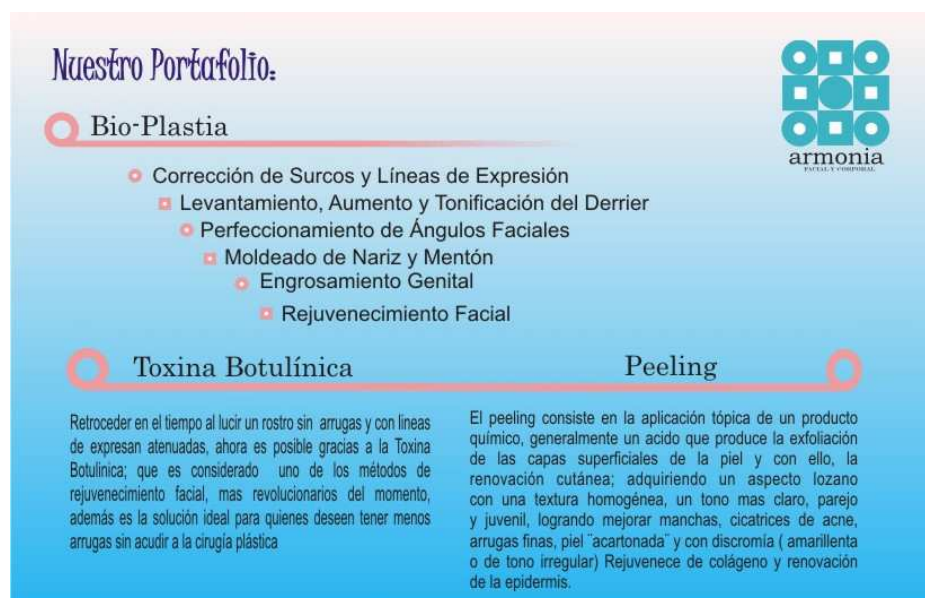 Nuestro Portafolio:
armonia
FACIAL Y CORPORAL
Bio-Plastia
Corrección de Surcos y Líneas de Expresión
Levantamiento, Aumento y Tonificación del Derrier
Perfeccionamiento de Ángulos Faciales
Moldeado de Nariz y Mentón
Engrosamiento Genital
Rejuvenecimiento Facial
Toxina Botulínica
Retroceder en el tiempo al lucir un rostro sin arrugas y con lineas
de expresan atenuadas, ahora es posible gracias a la Toxina
Botulinica; que es considerado uno de los métodos de
rejuvenecimiento facial, mas revolucionarios del momento,
además es la solución ideal para quienes deseen tener menos
arrugas sin acudir a la cirugía plástica
Peeling
El peeling consiste en la aplicación tópica de un producto
químico, generalmente un acido que produce la exfoliación
de las capas superficiales de la piel y con ello, la
renovación cutánea; adquiriendo un aspecto lozano
con una textura homogénea, un tono mas claro, parejo
y juvenil, logrando mejorar manchas, cicatrices de acne,
arrugas finas, piel ¨acartonada¨ y con discromía ( amarillenta
o de tono irregular) Rejuvenece de colágeno y renovación
de la epidermis.